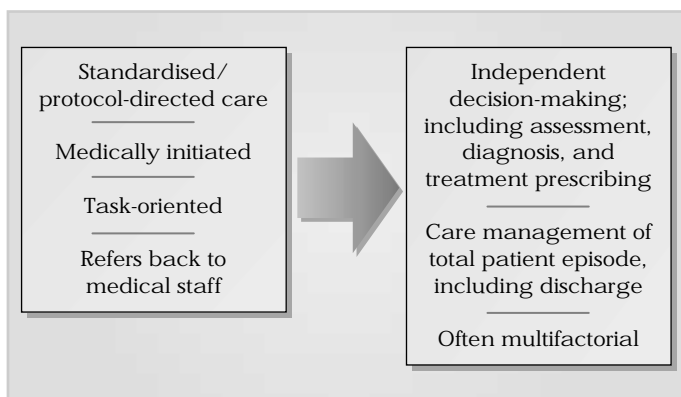 Standardised/
protocol-directed care
Medically initiated
Task-oriented
Refers back to
medical staff
Independent
decision-making;
including assessment,
diagnosis, and
treatment prescribing
Care management of
total patient episode,
including discharge
Often multifactorial